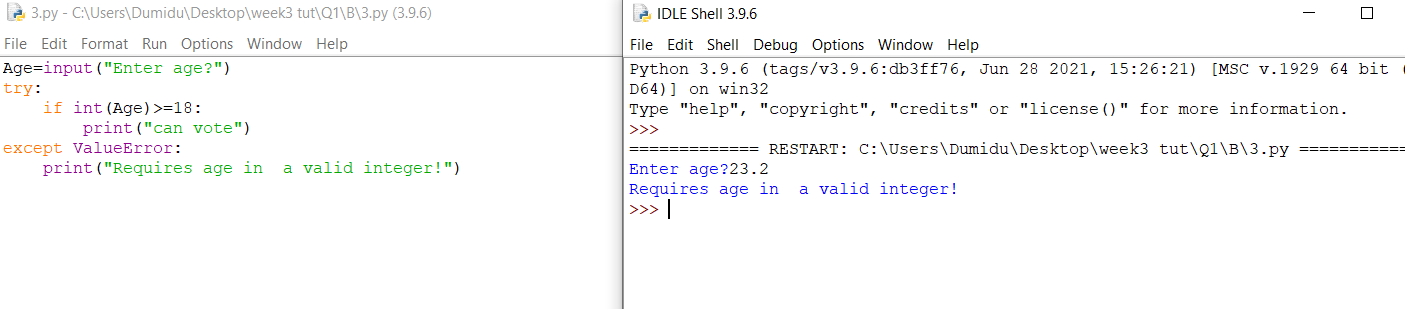 3.py - C:\Users\Dumidu\Desktop\week3 tut\Q1\B\3.py (3.9.6)
File Edit Format Run Options Window Help
Age=input("Enter age?")
try:
    if int(Age)>=18:
        print("can vote")
except ValueError:
    print("Requires age in  a valid integer!")
IDLE Shell 3.9.6
File Edit Shell Debug Options Window Help
Python 3.9.6 (tags/v3.9.6:db3ff76, Jun 28 2021, 15:26:21) [MSC v.1929 64 bit (
D64)] on win32
Type "help", "copyright", "credits" or "license()" for more information.
>>>
============= RESTART: C:\Users\Dumidu\Desktop\week3 tut\Q1\B\3.py ===========
Enter age?23.2
Requires age in  a valid integer!
>>>